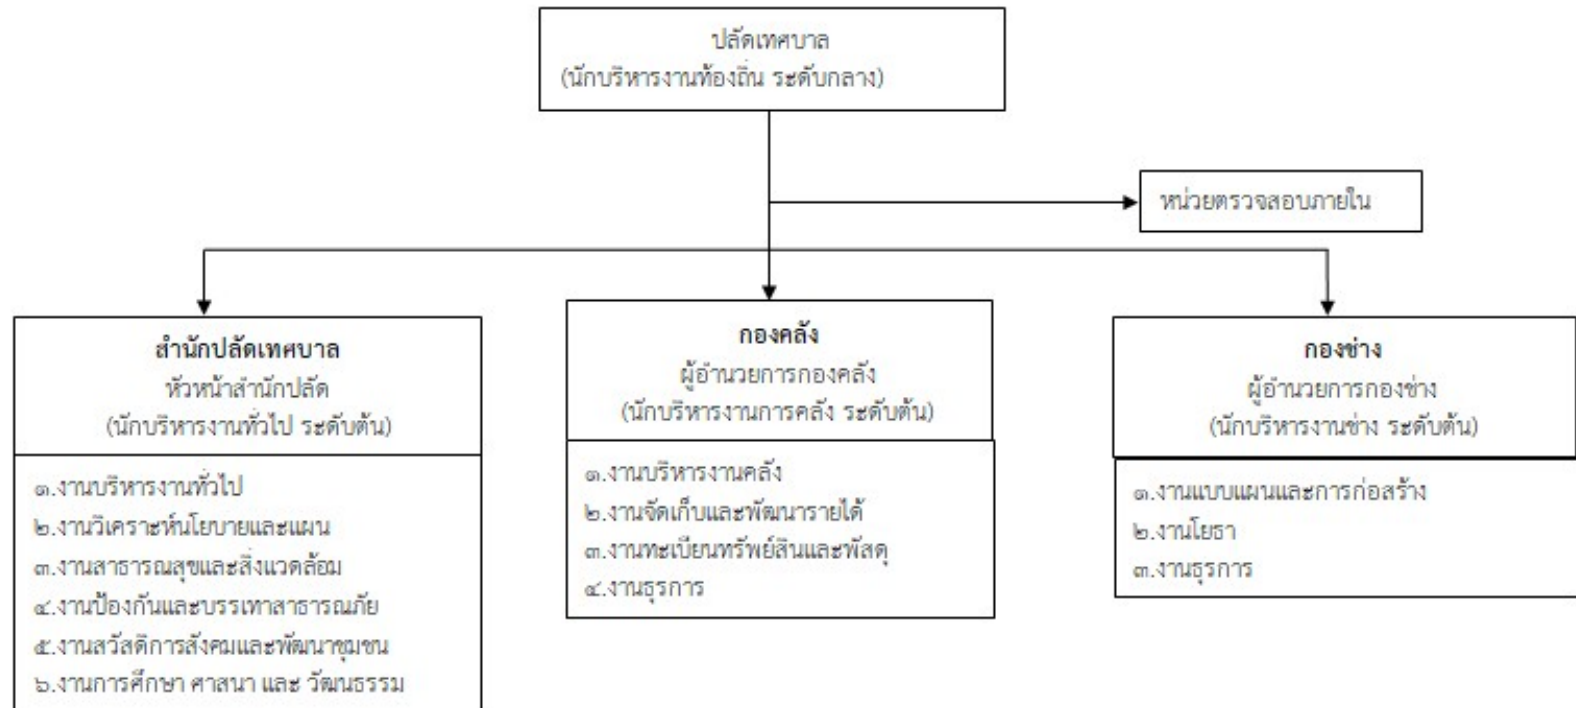 ปลัดเทศบาล
(นักบริหารงานท้องถิ่น ระดับกลาง)
หน่วยตรวจสอบภายใน
สำนักปลัดเทศบาล
หัวหน้าสำนักปลัด
(นักบริหารงานทั่วไป ระดับต้น)
๑.งานบริหารงานทั่วไป
๒.งานวิเคราะห์นโยบายและแผน
๓.งานสาธารณสุขและสิ่งแวดล้อม
๔.งานป้องกันและบรรเทาสาธารณภัย
๕.งานสวัสดิการสังคมและพัฒนาชุมชน
๖.งานการศึกษา ศาสนา และ วัฒนธรรม
กองคลัง
ผู้อำนวยการกองคลัง
(นักบริหารงานการคลัง ระดับต้น)
๑.งานบริหารงานคลัง
๒.งานจัดเก็บและพัฒนารายได้
๓.งานทะเบียนทรัพย์สินและพัสดุ
๔.งานธุรการ
กองช่าง
ผู้อำนวยการกองช่าง
(นักบริหารงานช่าง ระดับต้น)
๑.งานแบบแผนและการก่อสร้าง
๒.งานโยธา
๓.งานธุรการ